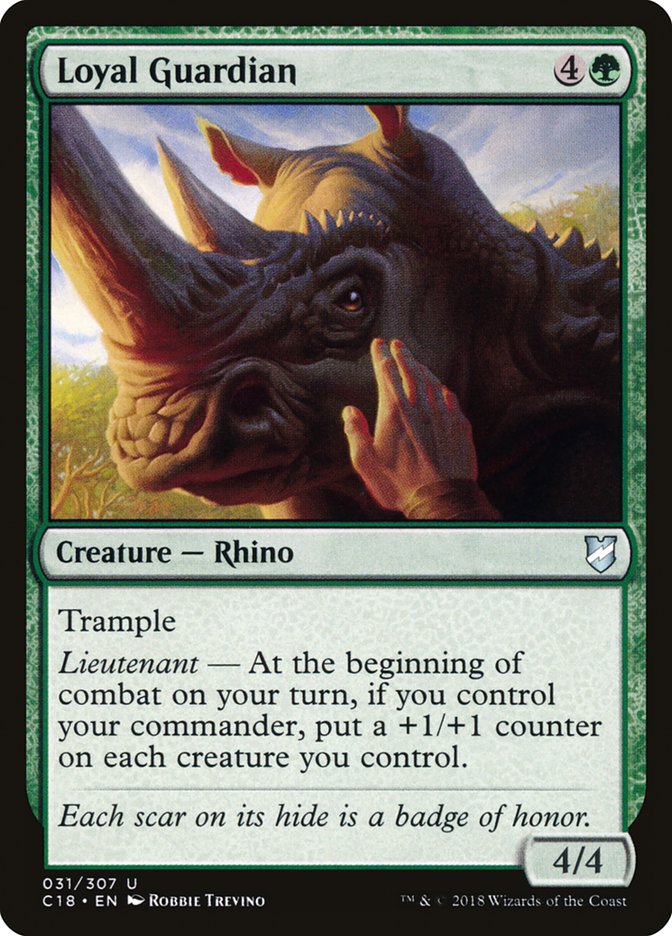 Loyal Guardian 4
Creature — Rhino
Trample
Lieutenant — At the beginning of
combat on your turn, if you control
your commander, put a +1/+1 counter
on each creature you control.
Each scar on its hide is a badge of honor.
4/4
031/307 U
C18 • EN Robbie Trevino
™ & © 2018 Wizards of the Coast